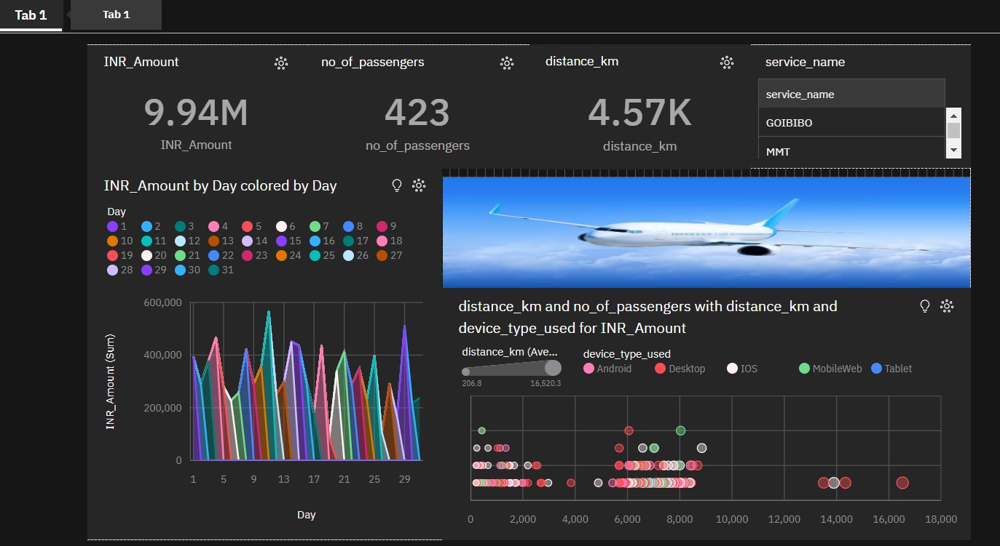 Tab 1
Tab 1
INR_Amount
no_of_passengers
distance_km
service_name
9.94M
INR_Amount
423
no_of_passengers
4.57K
distance_km
service_name
GOIBIBO
MMT
INR_Amount by Day colored by Day
Day
1 2 3 4 5 6 7 8 9
10 11 12 13 14 15 16 17 18
19 20 21 22 23 24 25 26 27
28 29 30 31
600,000
400,000
200,000
0
INR_Amount (Sum)
1 5 9 13 17 21 25 29
Day
distance_km and no_of_passengers with distance_km and
device_type_used for INR_Amount
distance_km (Ave...
206.8 16,520.3
device_type_used
Android Desktop IOS MobileWeb Tablet
0 2,000 4,000 6,000 8,000 10,000 12,000 14,000 16,000 18,000